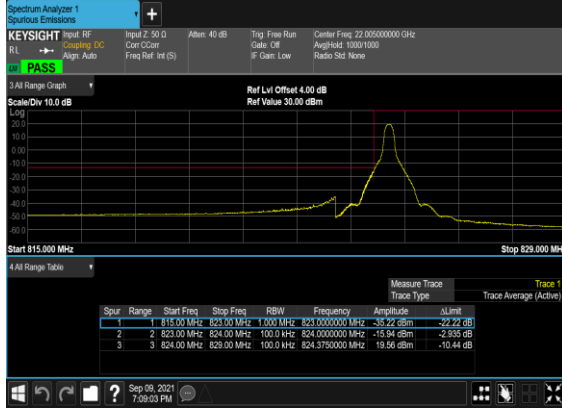 Spectrum Analyzer 1
Spurious Emissions
+
KEYSIGHT Input: RF Input Z: 50 Ω Atten: 40 dB Trig: Free Run Center Freq: 22.005000000 GHz
RL Coupling: DC Corr CCorr Gate: Off Avg|Hold: 1000/1000
Align: Auto Freq Ref: Int (S) IF Gain: Low Radio Std: None
PASS
3 All Range Graph
Ref Lvl Offset 4.00 dB
Scale/Div 10.0 dB Ref Value 30.00 dBm
Log
20.0
10.0
0.00
-10.0
-20.0
-30.0
-40.0
-50.0
-60.0
Start 815.000 MHz Stop 829.000 MH
4 All Range Table
Measure Trace Trace 1
Trace Type Trace Average (Active)
Spur Range Start Freq Stop Freq RBW Frequency Amplitude ΔLimit
1 1 815.00 MHz 823.00 MHz 1.000 MHz 823.0000000 MHz -35.22 dBm -22.22 dB
2 2 823.00 MHz 824.00 MHz 100.0 kHz 824.0000000 MHz -15.94 dBm -2.935 dB
3 3 824.00 MHz 829.00 MHz 100.0 kHz 824.3750000 MHz 19.56 dBm -10.44 dB
? Sep 09, 2021
7:09:03 PM